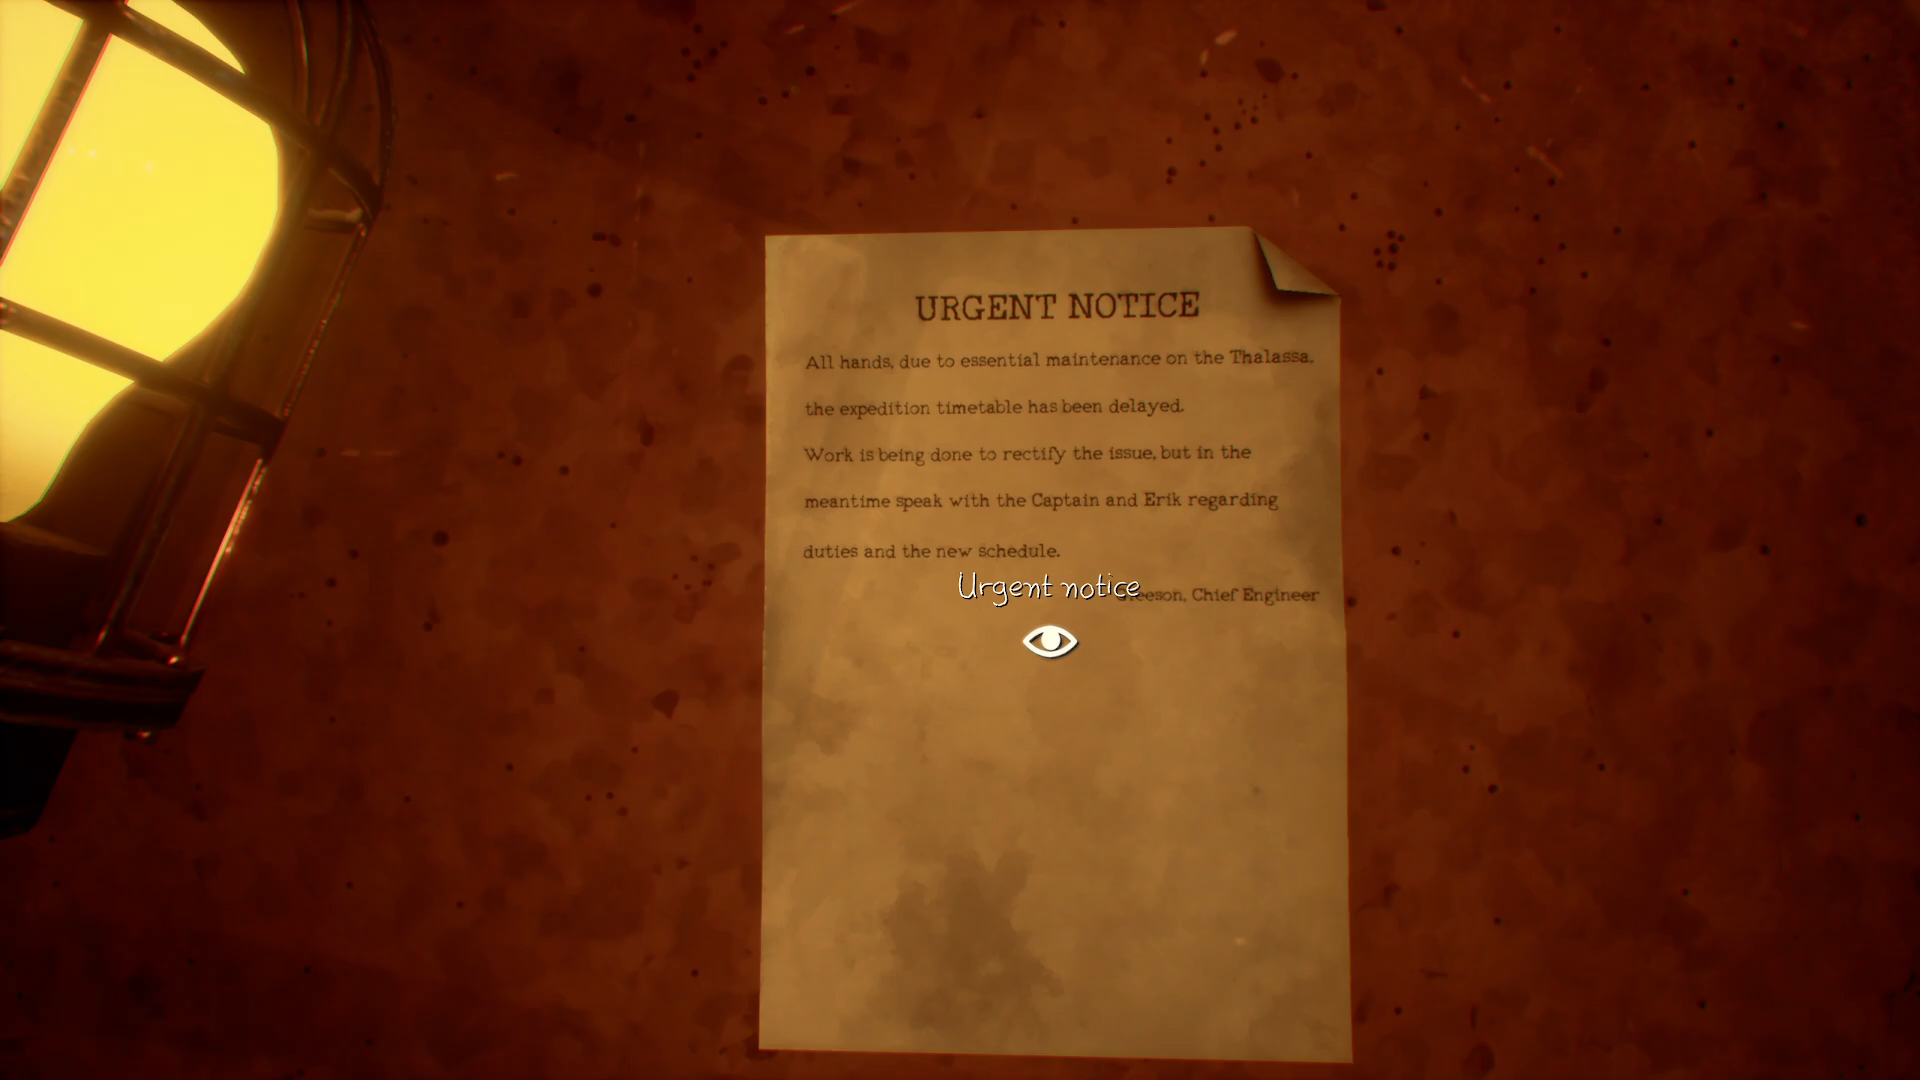 URGENT NOTICE
All hands, due to essential maintenance on the Thalassa,
the expedition timetable has been delayed.
Work is being done to rectify the issue, but in the
meantime speak with the Captain and Erik regarding
duties and the new schedule.
Urgent notice
Chief Engineer